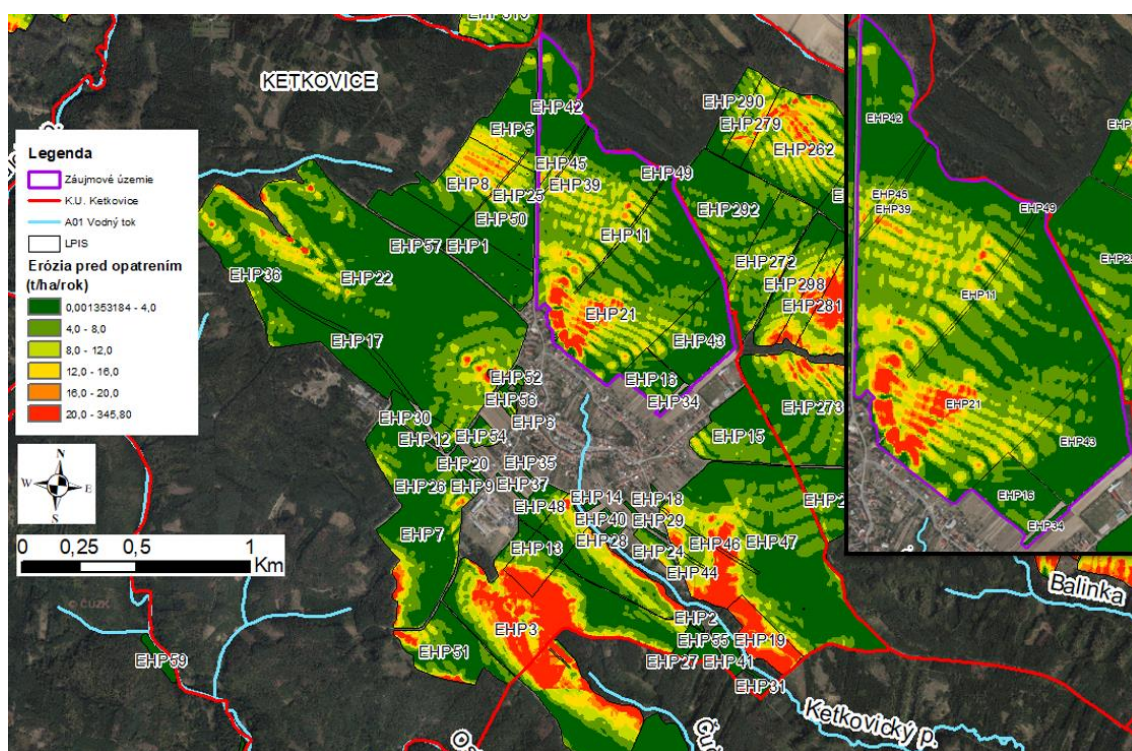 KETKOVICE
Legenda
Záujmové územie
K.U. Ketkovice
A01 Vodný tok
LPIS
Erózia pred opatrením
(t/ha/rok)
0,001353184 - 4,0
4,0 - 8,0
8,0 - 12,0
12,0 - 16,0
16,0 - 20,0
20,0 - 345,80
N
W E
S
0 0,25 0,5 1
Km
© ČÚZK
EHP42
EHP5
EHP45
EHP8
EHP39
EHP25
EHP49
EHP50
EHP11
EHP57
EHP1
EHP36
EHP22
EHP21
EHP17
EHP43
EHP16
EHP34
EHP52
EHP56
EHP6
EHP30
EHP12
EHP54
EHP20
EHP35
EHP26
EHP9
EHP37
EHP48
EHP14
EHP18
EHP7
EHP40
EHP29
EHP28
EHP13
EHP24
EHP46
EHP47
EHP44
EHP3
EHP2
EHP55
EHP19
EHP51
EHP27
EHP41
EHP31
EHP59
EHP290
EHP279
EHP262
EHP292
EHP272
EHP298
EHP281
EHP273
EHP15
Balinka
Ketkovický p.
EHP42
EHP45
EHP39
EHP49
EHP11
EHP21
EHP43
EHP16
EHP34